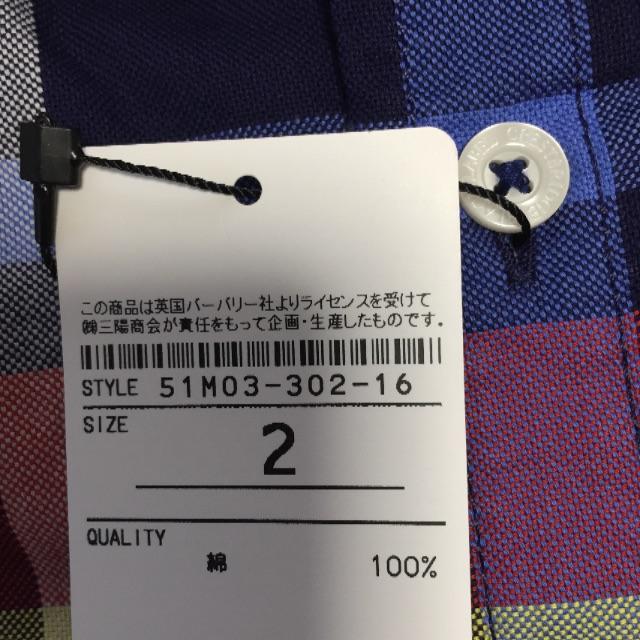 この商品は英国バーバリー社よりライセンスを受けて
㈱三陽商会が責任をもって企画・生産したものです。
STYLE 51M03-302-16
SIZE
2
QUALITY
綿 100%